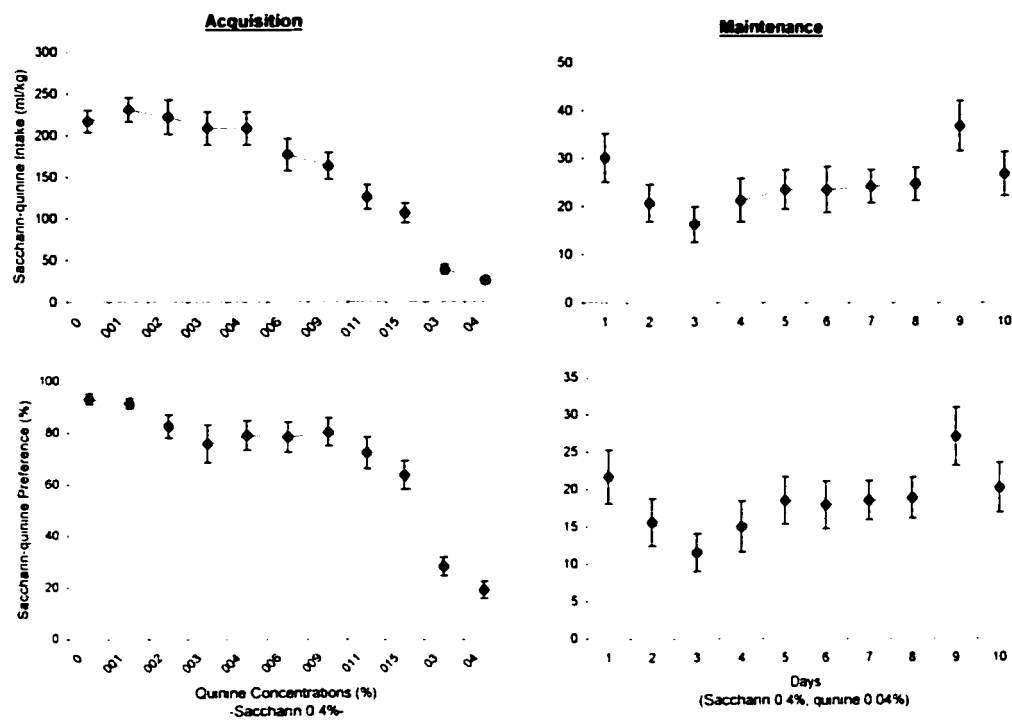 Acquisition
Saccharin-quinine Intake (ml/kg)
300
250
200
150
100
50
0
0 001 002 003 004 006 009 011 015 03 04
Maintenance
50
40
30
20
10
0
1 2 3 4 5 6 7 8 9 10
Saccharin-quinine Preference (%)
100
80
60
40
20
0
0 001 002 003 004 006 009 011 015 03 04
Quinine Concentrations (%)
-Saccharin 0 4%-
35
30
25
20
15
10
5
0
1 2 3 4 5 6 7 8 9 10
Days
(Saccharin 0 4%, quinine 0 04%)